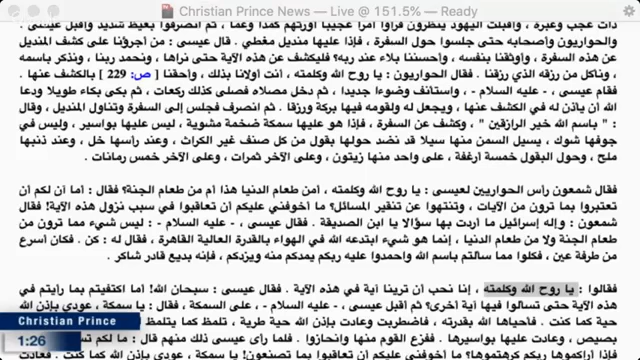 Christian Prince News — Live @ 151.5% — Ready
ذات عجب وعبرة ، وأقبلت اليهود ينظرون فرأوا أمرا عجيبا أورثهم كمدا وغما ، ثم انصرفوا بغيظ شديد وأقبل عيسى .
والحواريون وأصحابه حتى جلسوا حول السفرة ، فإذا عليها منديل مغطي . قال عيسى : من أجرؤنا على كشف المنديل
عن هذه السفرة ، وأوثقنا بنفسه ، وأحسننا بلاء عند ربه؟ فليكشف عن هذه الآية حتى نراها ، ونحمد ربنا ، ونذكر باسمه
، ونأكل من رزقه الذي رزقنا . فقال الحواريون : يا روح الله وكلمته ، أنت أولانا بذلك ، وأحقنا [ ص: 229 ] بالكشف عنها .
فقام عيسى ، - عليه السلام - ، واستأنف وضوءا جديدا ، ثم دخل مصلاه فصلى كذلك ركعات ، ثم بكى بكاء طويلا ودعا
الله أن يأذن له في الكشف عنها ، ويجعل له ولقومه فيها بركة ورزقا . ثم انصرف فجلس إلى السفرة وتناول المنديل ، وقال
: " باسم الله خير الرازقين " ، وكشف عن السفرة ، فإذا هو عليها سمكة ضخمة مشوية ، ليس عليها بواسير ، وليس في
جوفها شوك ، يسيل السمن منها سيلا قد نضد حولها بقول من كل صنف غير الكراث ، وعند رأسها خل ، وعند ذنبها
ملح ، وحول البقول خمسة أرغفة ، على واحد منها زيتون ، وعلى الآخر ثمرات ، وعلى الآخر خمس رمانات .
فقال شمعون رأس الحواريين لعيسى : يا روح الله وكلمته ، أمن طعام الدنيا هذا أم من طعام الجنة؟ فقال : أما آن لكم أن
تعتبروا بما ترون من الآيات ، وتنتهوا عن تنقير المسائل؟ ما أخوفني عليكم أن تعاقبوا في سبب نزول هذه الآية! فقال
شمعون : وإله إسرائيل ما أردت بها سؤالا يا ابن الصديقة . فقال عيسى ، - عليه السلام - : ليس شيء مما ترون من
طعام الجنة ولا من طعام الدنيا ، إنما هو شيء ابتدعه الله في الهواء بالقدرة العالية القاهرة ، فقال له : كن . فكان أسرع
من طرفة عين ، فكلوا مما سألتم باسم الله واحمدوا عليه ربكم يمدكم منه ويزدكم ، فإنه بديع قادر شاكر .
فقالوا : يا روح الله وكلمته ، إنا نحب أن ترينا آية في هذه الآية . فقال عيسى : سبحان الله! أما اكتفيتم بما رأيتم في
هذه الآية حتى تسألوا فيها آية أخرى؟ ثم أقبل عيسى ، - عليه السلام - ، على السمكة ، فقال : يا سمكة ، عودي بإذن الله
حية كما كنت . فأحياها الله بقدرته ، فاضطربت وعادت بإذن الله حية طرية ، تلمظ كما يتلمظ
بصيص ، وعادت عليها بواسيرها . ففزع القوم منها وانحازوا . فلما رأى عيسى ذلك منهم قال : ما لكم
فإذا أراكموها ربكم كرهتموها؟ ما أخوفني عليكم أن تعاقبوا بما تصنعون! يا سمكة ، عودي بإذن الله كما كنت . فعادت
Christian Prince
1:26